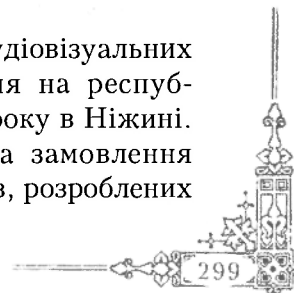 удіовізуальних
ня на респуб-
року в Ніжині.
а замовлення
в, розроблених
299